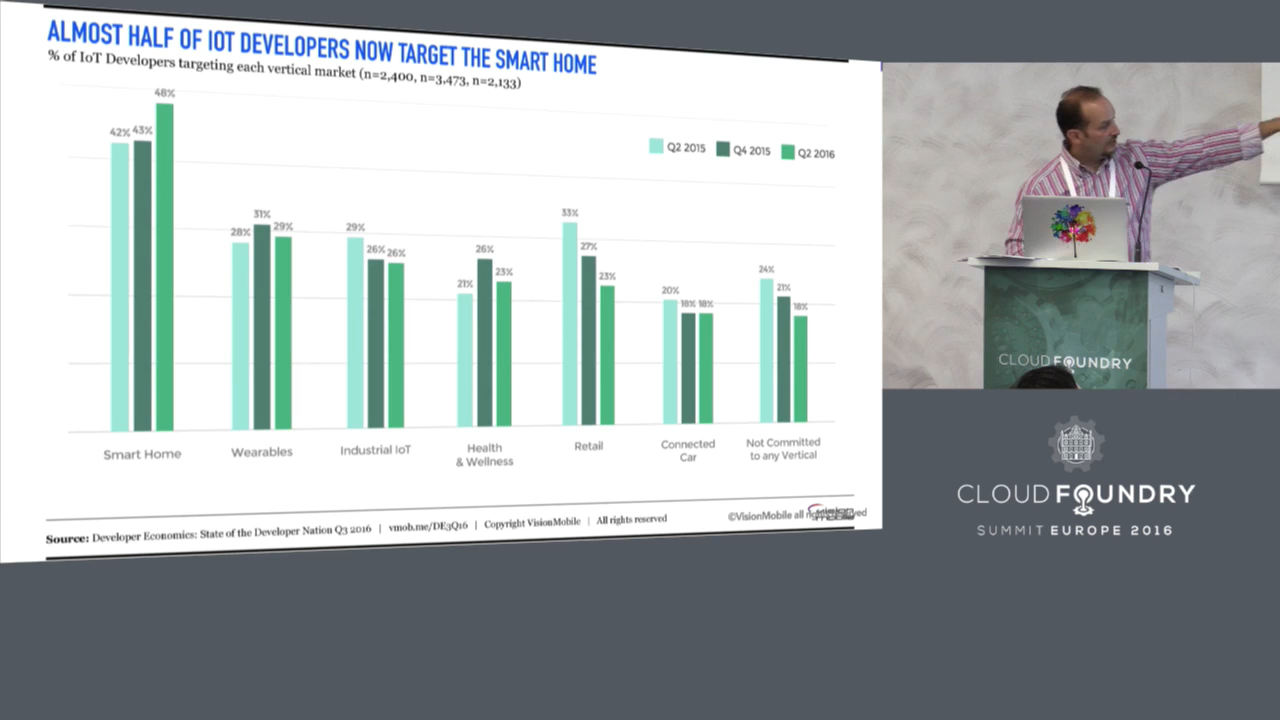 ALMOST HALF OF IOT DEVELOPERS NOW TARGET THE SMART HOME
% of IoT Developers targeting each vertical market (n=2,400, n=3,473, n=2,133)
Q2 2015 Q4 2015 Q2 2016
42% 43% 48%
28% 31% 29%
29% 26% 26%
21% 26% 23%
33% 27% 23%
20% 18% 18%
24% 21% 18%
Smart Home
Wearables
Industrial IoT
Health
& Wellness
Retail
Connected
Car
Not Committed
to any Vertical
©VisionMobile all
Source: Developer Economics: State of the Developer Nation Q3 2016 | vmob.me/DE3Q16 | Copyright VisionMobile | All rights reserved
CLOUD FOUNDRY
CLOUD FOUNDRY
SUMMIT EUROPE 2016